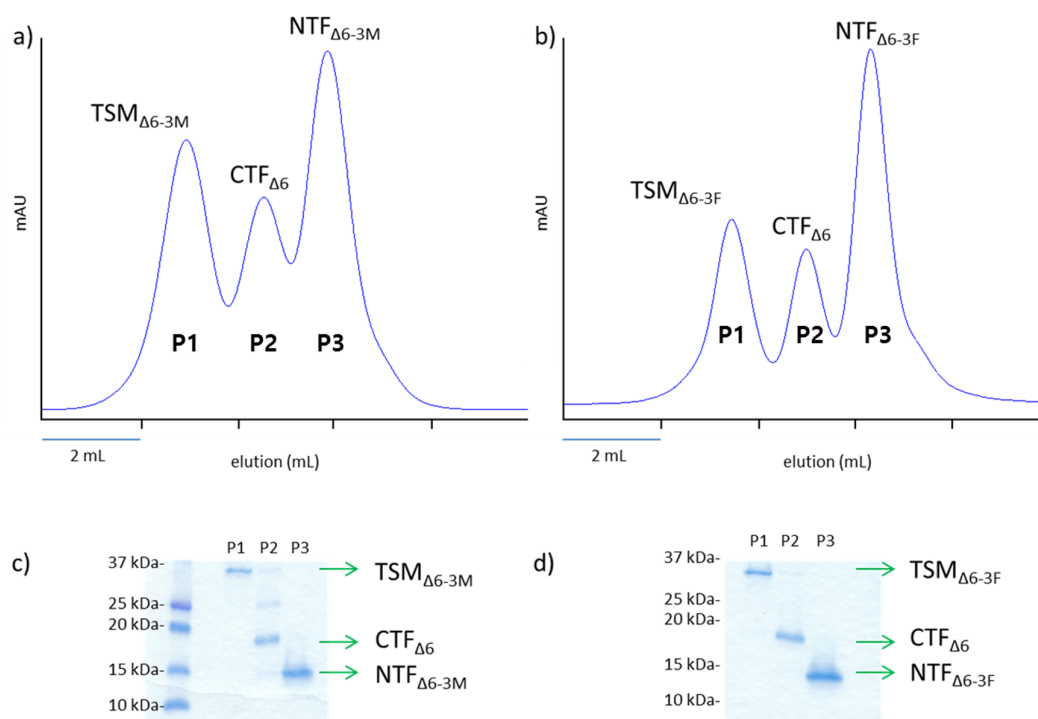 a)
NTFΔ6-3M
TSMΔ6-3M
CTFΔ6
mAU
P1 P2 P3
2 mL
elution (mL)
b)
NTFΔ6-3F
TSMΔ6-3F
CTFΔ6
mAU
P1 P2 P3
2 mL
elution (mL)
c)
P1 P2 P3
37 kDa-
25 kDa-
20 kDa-
15 kDa-
10 kDa-
TSMΔ6-3M
CTFΔ6
NTFΔ6-3M
d)
P1 P2 P3
37 kDa-
25 kDa-
20 kDa-
15 kDa-
10 kDa-
TSMΔ6-3F
CTFΔ6
NTFΔ6-3F